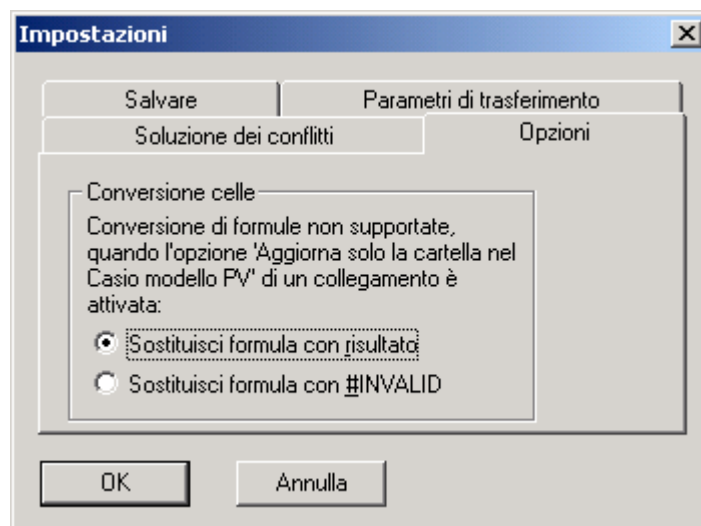 Impostazioni
Salvare
Parametri di trasferimento
Soluzione dei conflitti
Opzioni
Conversione celle
Conversione di formule non supportate,
quando l'opzione 'Aggiorna solo la cartella nel
Casio modello PV' di un collegamento è
attivata:
Sostituisci formula con risultato
Sostituisci formula con #INVALID
OK
Annulla